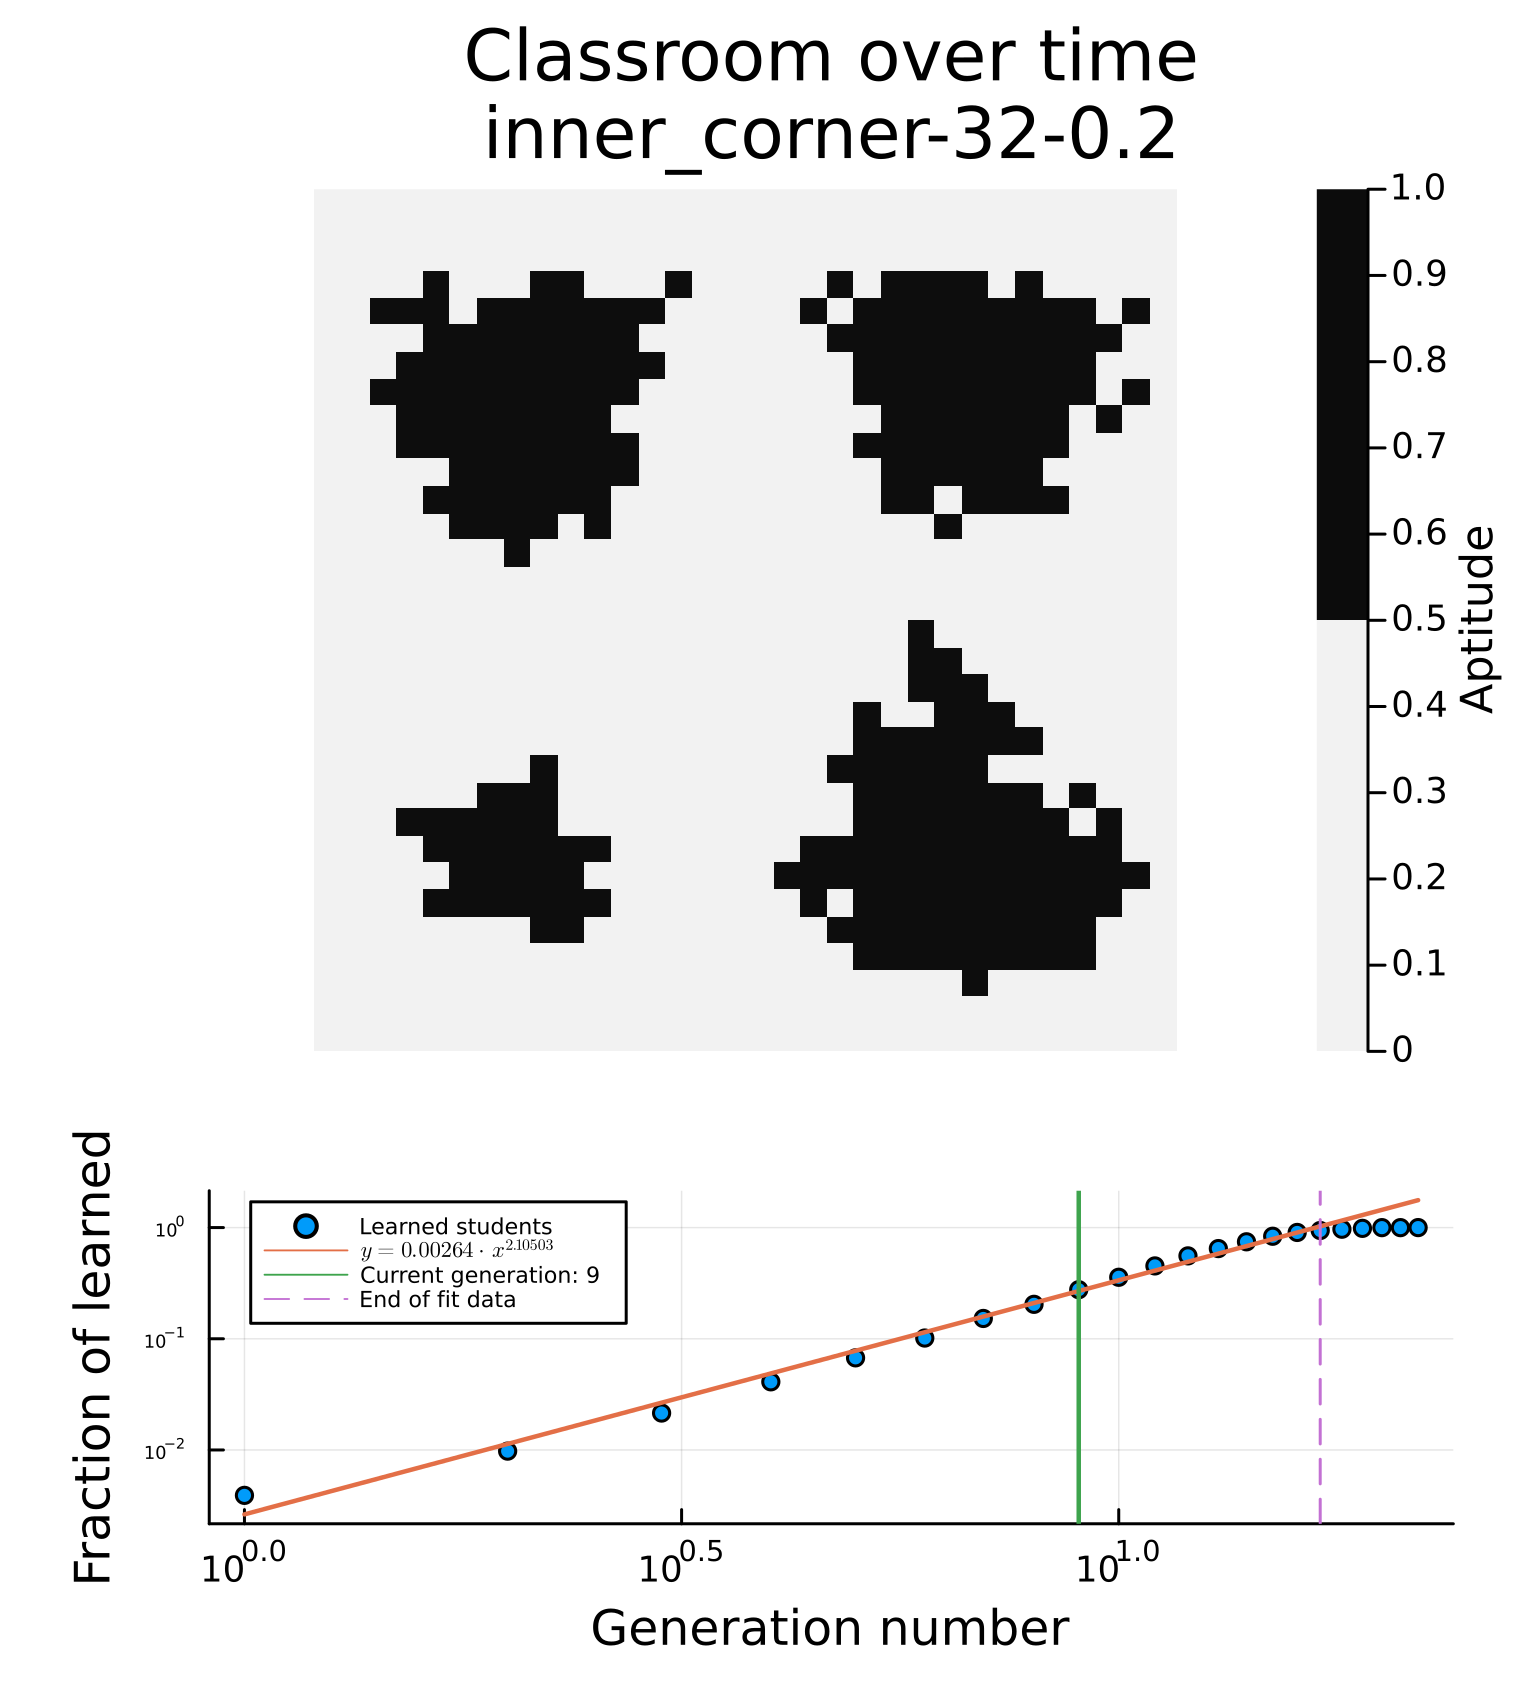 Classroom over time
inner_corner-32-0.2
1.0
0.9
0.8
0.7
0.6
0.5
0.4
0.3
0.2
0.1
0
Aptitude
Fraction of learned
10⁰
10⁻¹
10⁻²
Learned students
y = 0.00264 · x^2.10503
Current generation: 9
End of fit data
10^0.0
10^0.5
10^1.0
Generation number